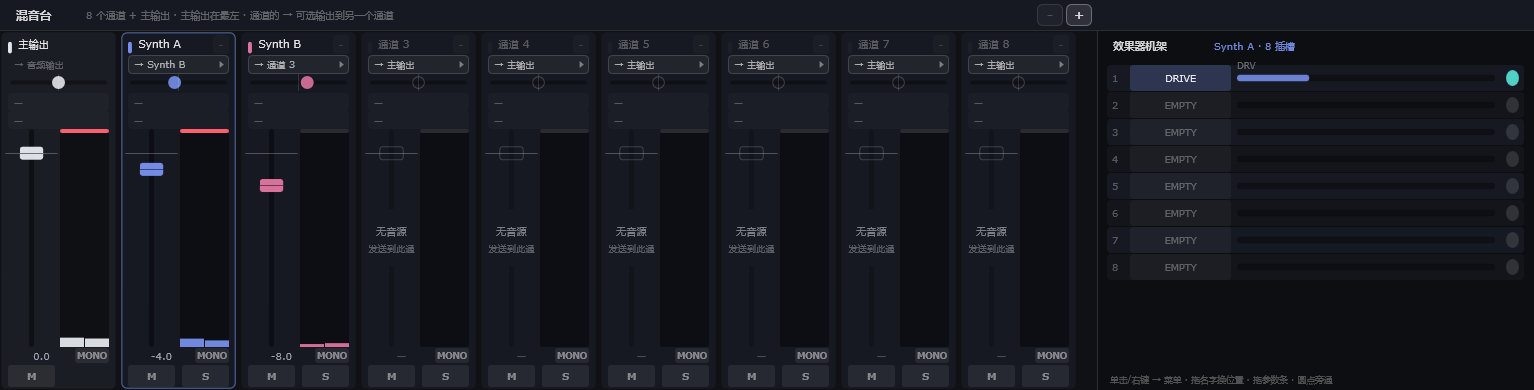 混音台
8 个通道 + 主输出 · 主输出在最左 · 通道的 → 可选输出到另一个通道
- +
主输出
→ 音频输出
—
—
0.0
MONO
M
Synth A -
→ Synth B
—
—
-4.0
MONO
M S
Synth B -
→ 通道 3
—
—
-8.0
MONO
M S
通道 3 -
→ 主输出
—
—
无音源
发送到此通
—
MONO
M S
通道 4 -
→ 主输出
—
—
无音源
发送到此通
—
MONO
M S
通道 5 -
→ 主输出
—
—
无音源
发送到此通
—
MONO
M S
通道 6 -
→ 主输出
—
—
无音源
发送到此通
—
MONO
M S
通道 7 -
→ 主输出
—
—
无音源
发送到此通
—
MONO
M S
通道 8 -
→ 主输出
—
—
无音源
发送到此通
—
MONO
M S
效果器机架 Synth A · 8 插槽
DRV
1 DRIVE
2 EMPTY
3 EMPTY
4 EMPTY
5 EMPTY
6 EMPTY
7 EMPTY
8 EMPTY
单击/右键 → 菜单 · 拖名字换位置 · 拖参数条 · 圆点旁通